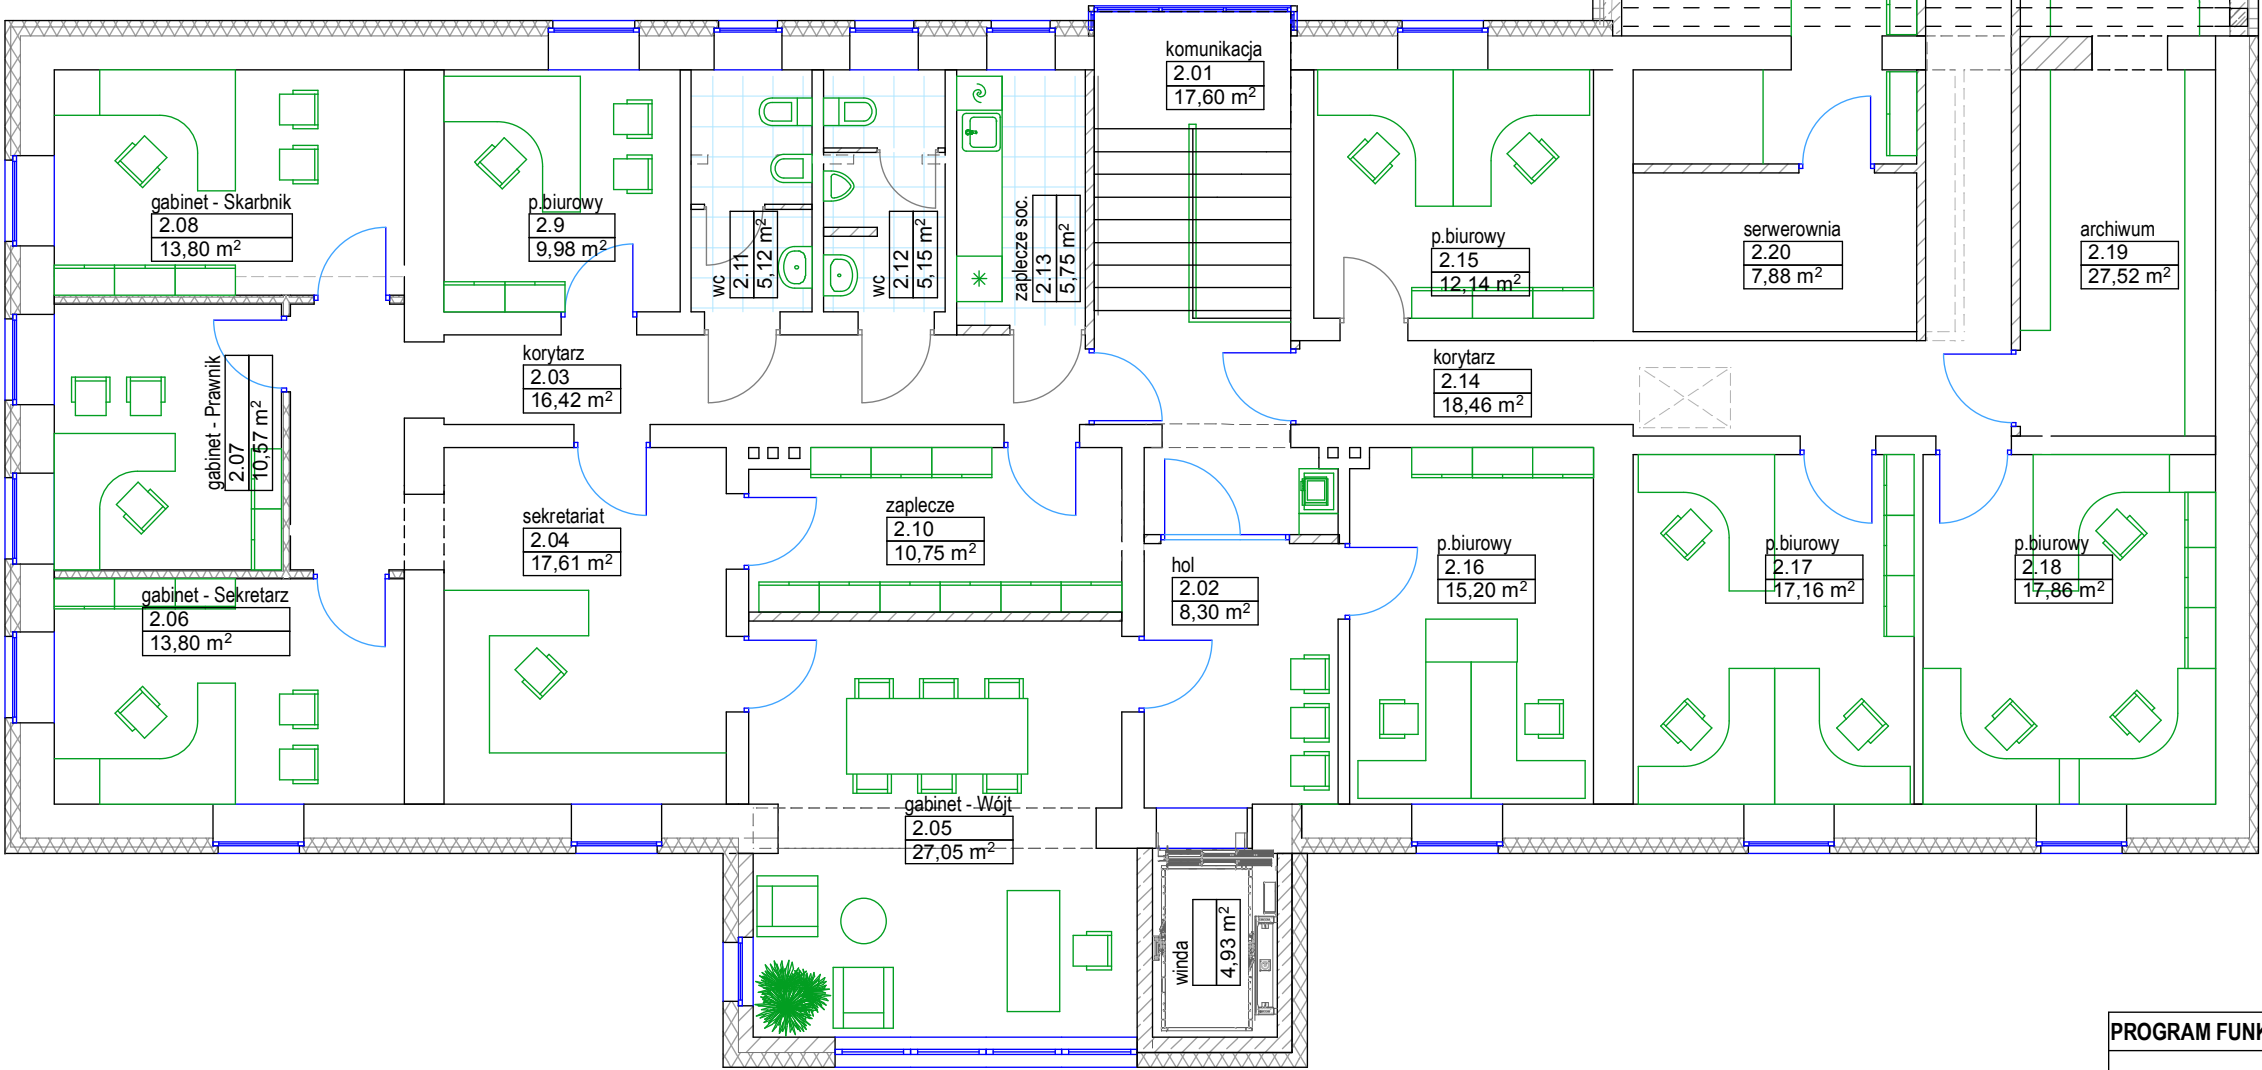 komunikacja
2.01
17,60 m²
gabinet - Skarbnik
2.08
13,80 m²
p.biurowy
2.9
9,98 m²
wc
2.11
5,12 m²
wc
2.12
5,15 m²
zaplecze soc.
2.13
5,75 m²
p.biurowy
2.15
12,14 m²
serwerownia
2.20
7,88 m²
archiwum
2.19
27,52 m²
gabinet - Prawnik
2.07
10,57 m²
korytarz
2.03
16,42 m²
korytarz
2.14
18,46 m²
sekretariat
2.04
17,61 m²
zaplecze
2.10
10,75 m²
hol
2.02
8,30 m²
p.biurowy
2.16
15,20 m²
p.biurowy
2.17
17,16 m²
p.biurowy
2.18
17,86 m²
gabinet - Sekretarz
2.06
13,80 m²
gabinet - Wójt
2.05
27,05 m²
winda
4,93 m²
PROGRAM FUNK